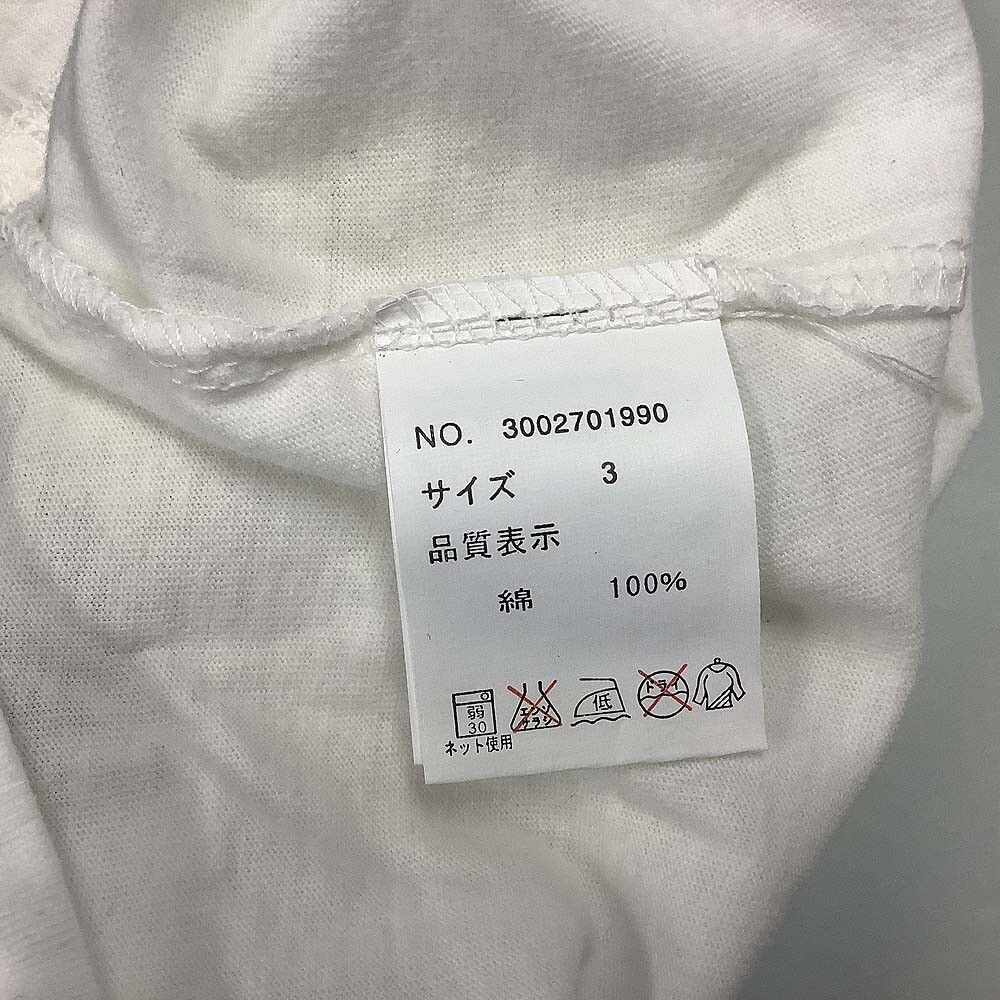 NO. 3002701990
サイズ 3
品質表示
綿 100%
弱
30
ネット使用
エンソ
サラシ
低
ドライ